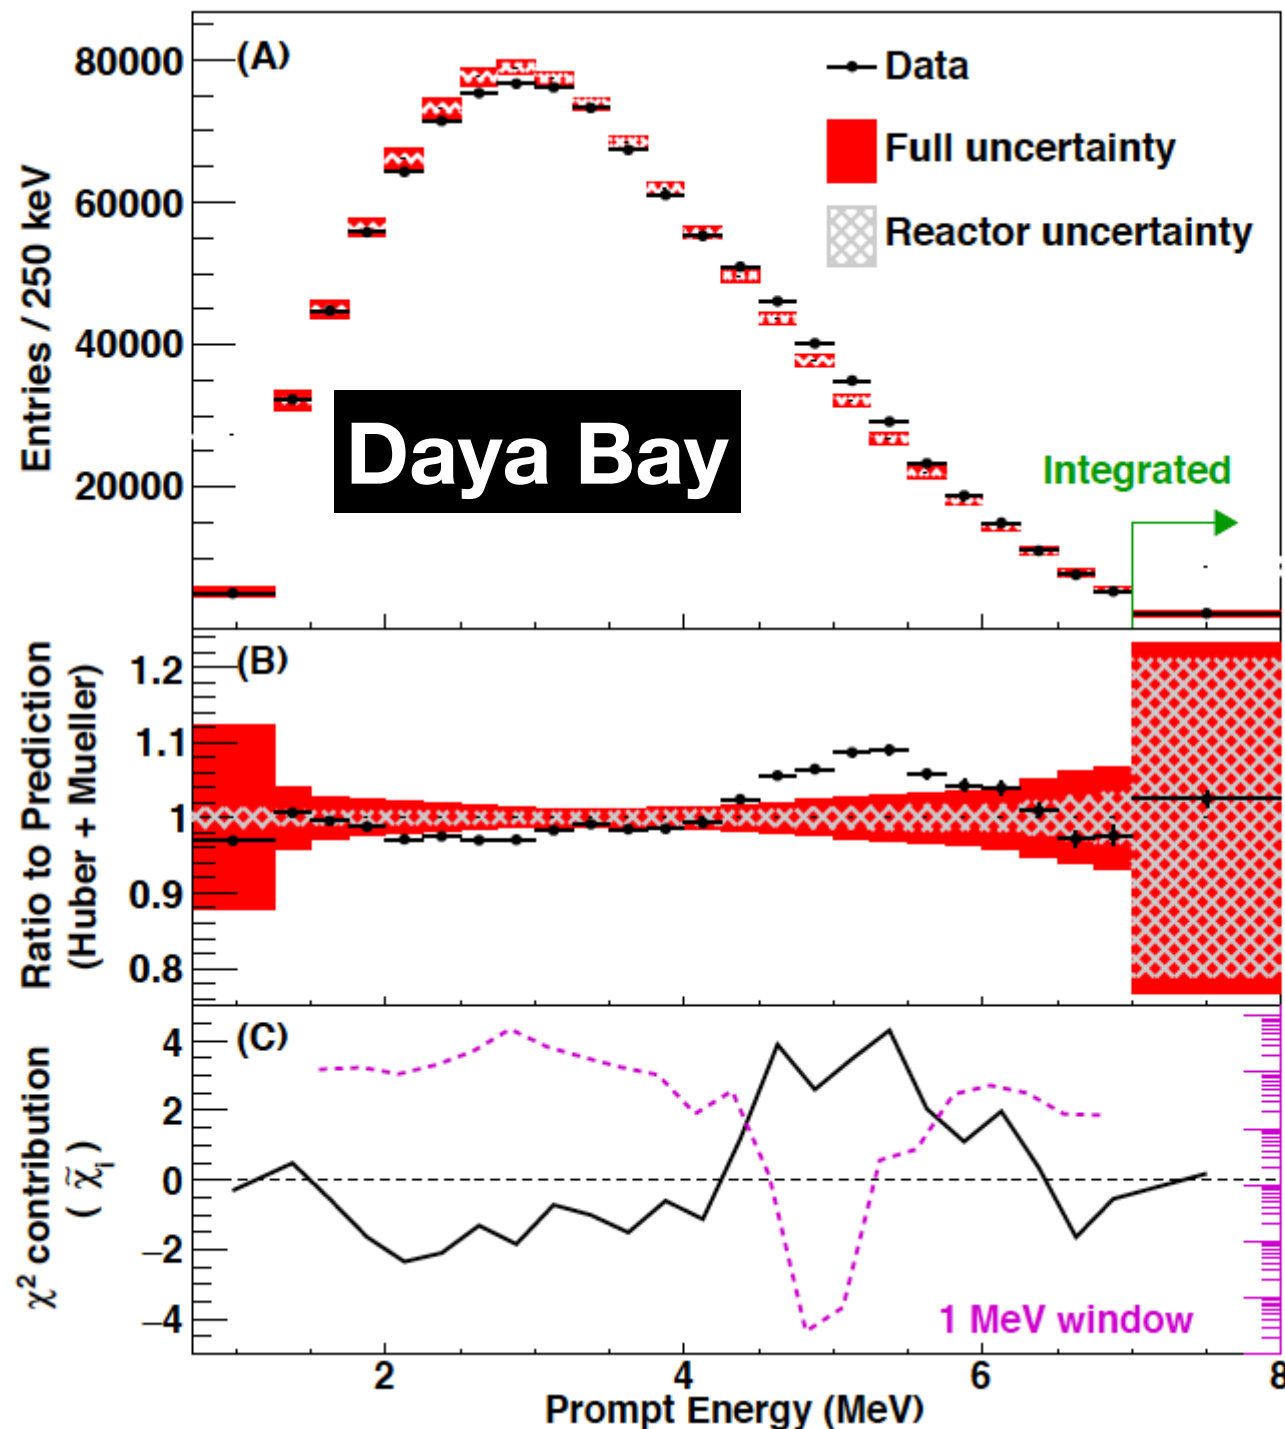 (A)
Data
Full uncertainty
Reactor uncertainty
Daya Bay
Integrated
Entries / 250 keV
80000
60000
40000
20000
(B)
Ratio to Prediction
(Huber + Mueller)
1.2
1.1
1
0.9
0.8
(C)
χ² contribution
( χ̃ᵢ )
4
2
0
−2
−4
1 MeV window
2 4 6 8
Prompt Energy (MeV)